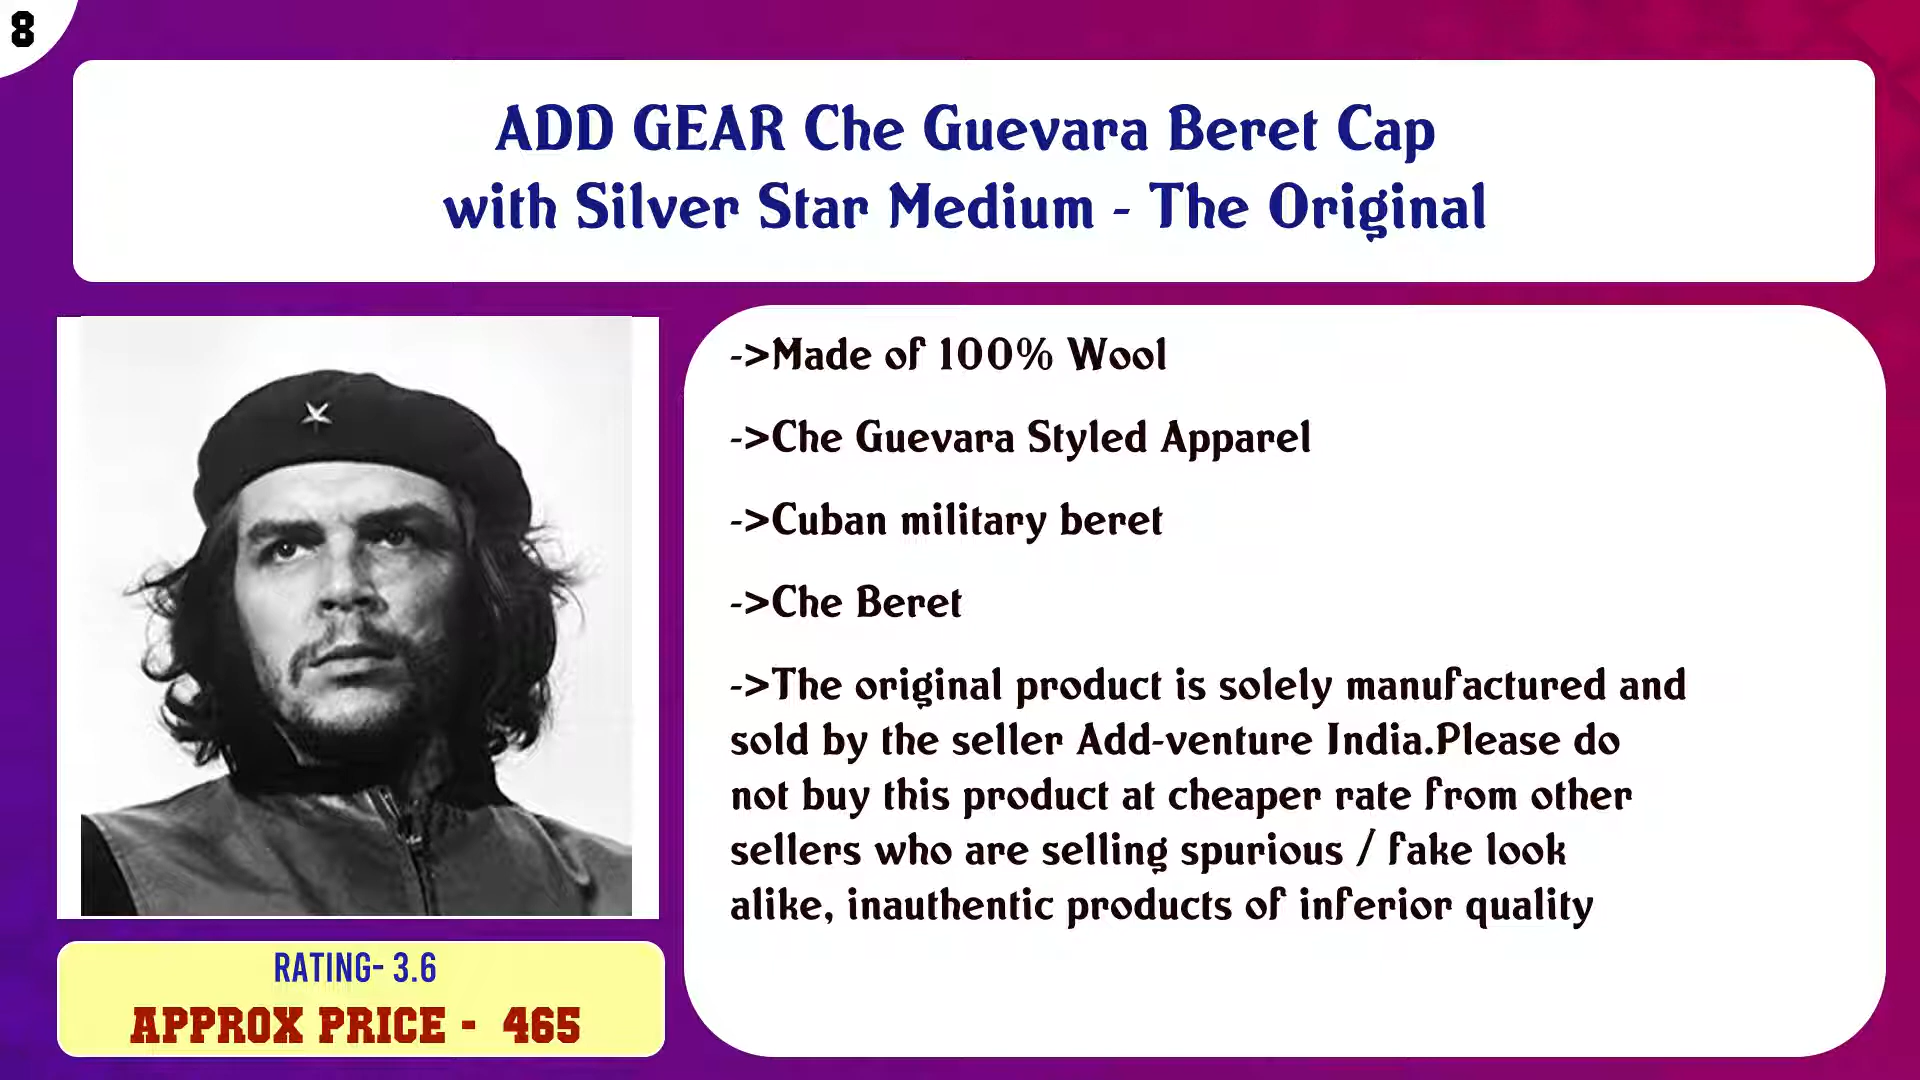 8
ADD GEAR Che Guevara Beret Cap
with Silver Star Medium - The Original
->Made of 100% Wool
->Che Guevara Styled Apparel
->Cuban military beret
->Che Beret
->The original product is solely manufactured and
sold by the seller Add-venture India.Please do
not buy this product at cheaper rate from other
sellers who are selling spurious / fake look
alike, inauthentic products of inferior quality
RATING- 3.6
APPROX PRICE - 465